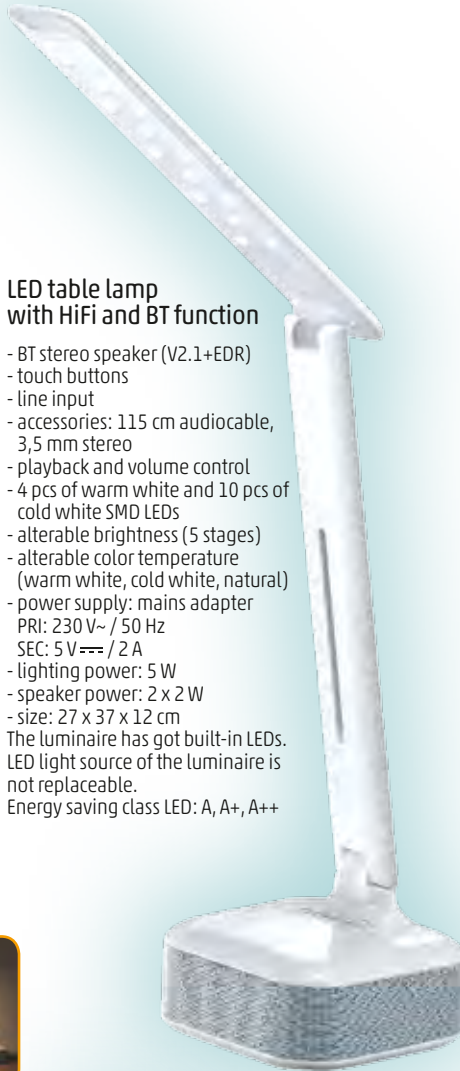 LED table lamp
with HiFi and BT function
- BT stereo speaker (V2.1+EDR)
- touch buttons
- line input
- accessories: 115 cm audiocable,
3,5 mm stereo
- playback and volume control
- 4 pcs of warm white and 10 pcs of
cold white SMD LEDs
- alterable brightness (5 stages)
- alterable color temperature
(warm white, cold white, natural)
- power supply: mains adapter
PRI: 230 V~ / 50 Hz
SEC: 5 V⎓ / 2 A
- lighting power: 5 W
- speaker power: 2 x 2 W
- size: 27 x 37 x 12 cm
The luminaire has got built-in LEDs.
LED light source of the luminaire is
not replaceable.
Energy saving class LED: A, A+, A++